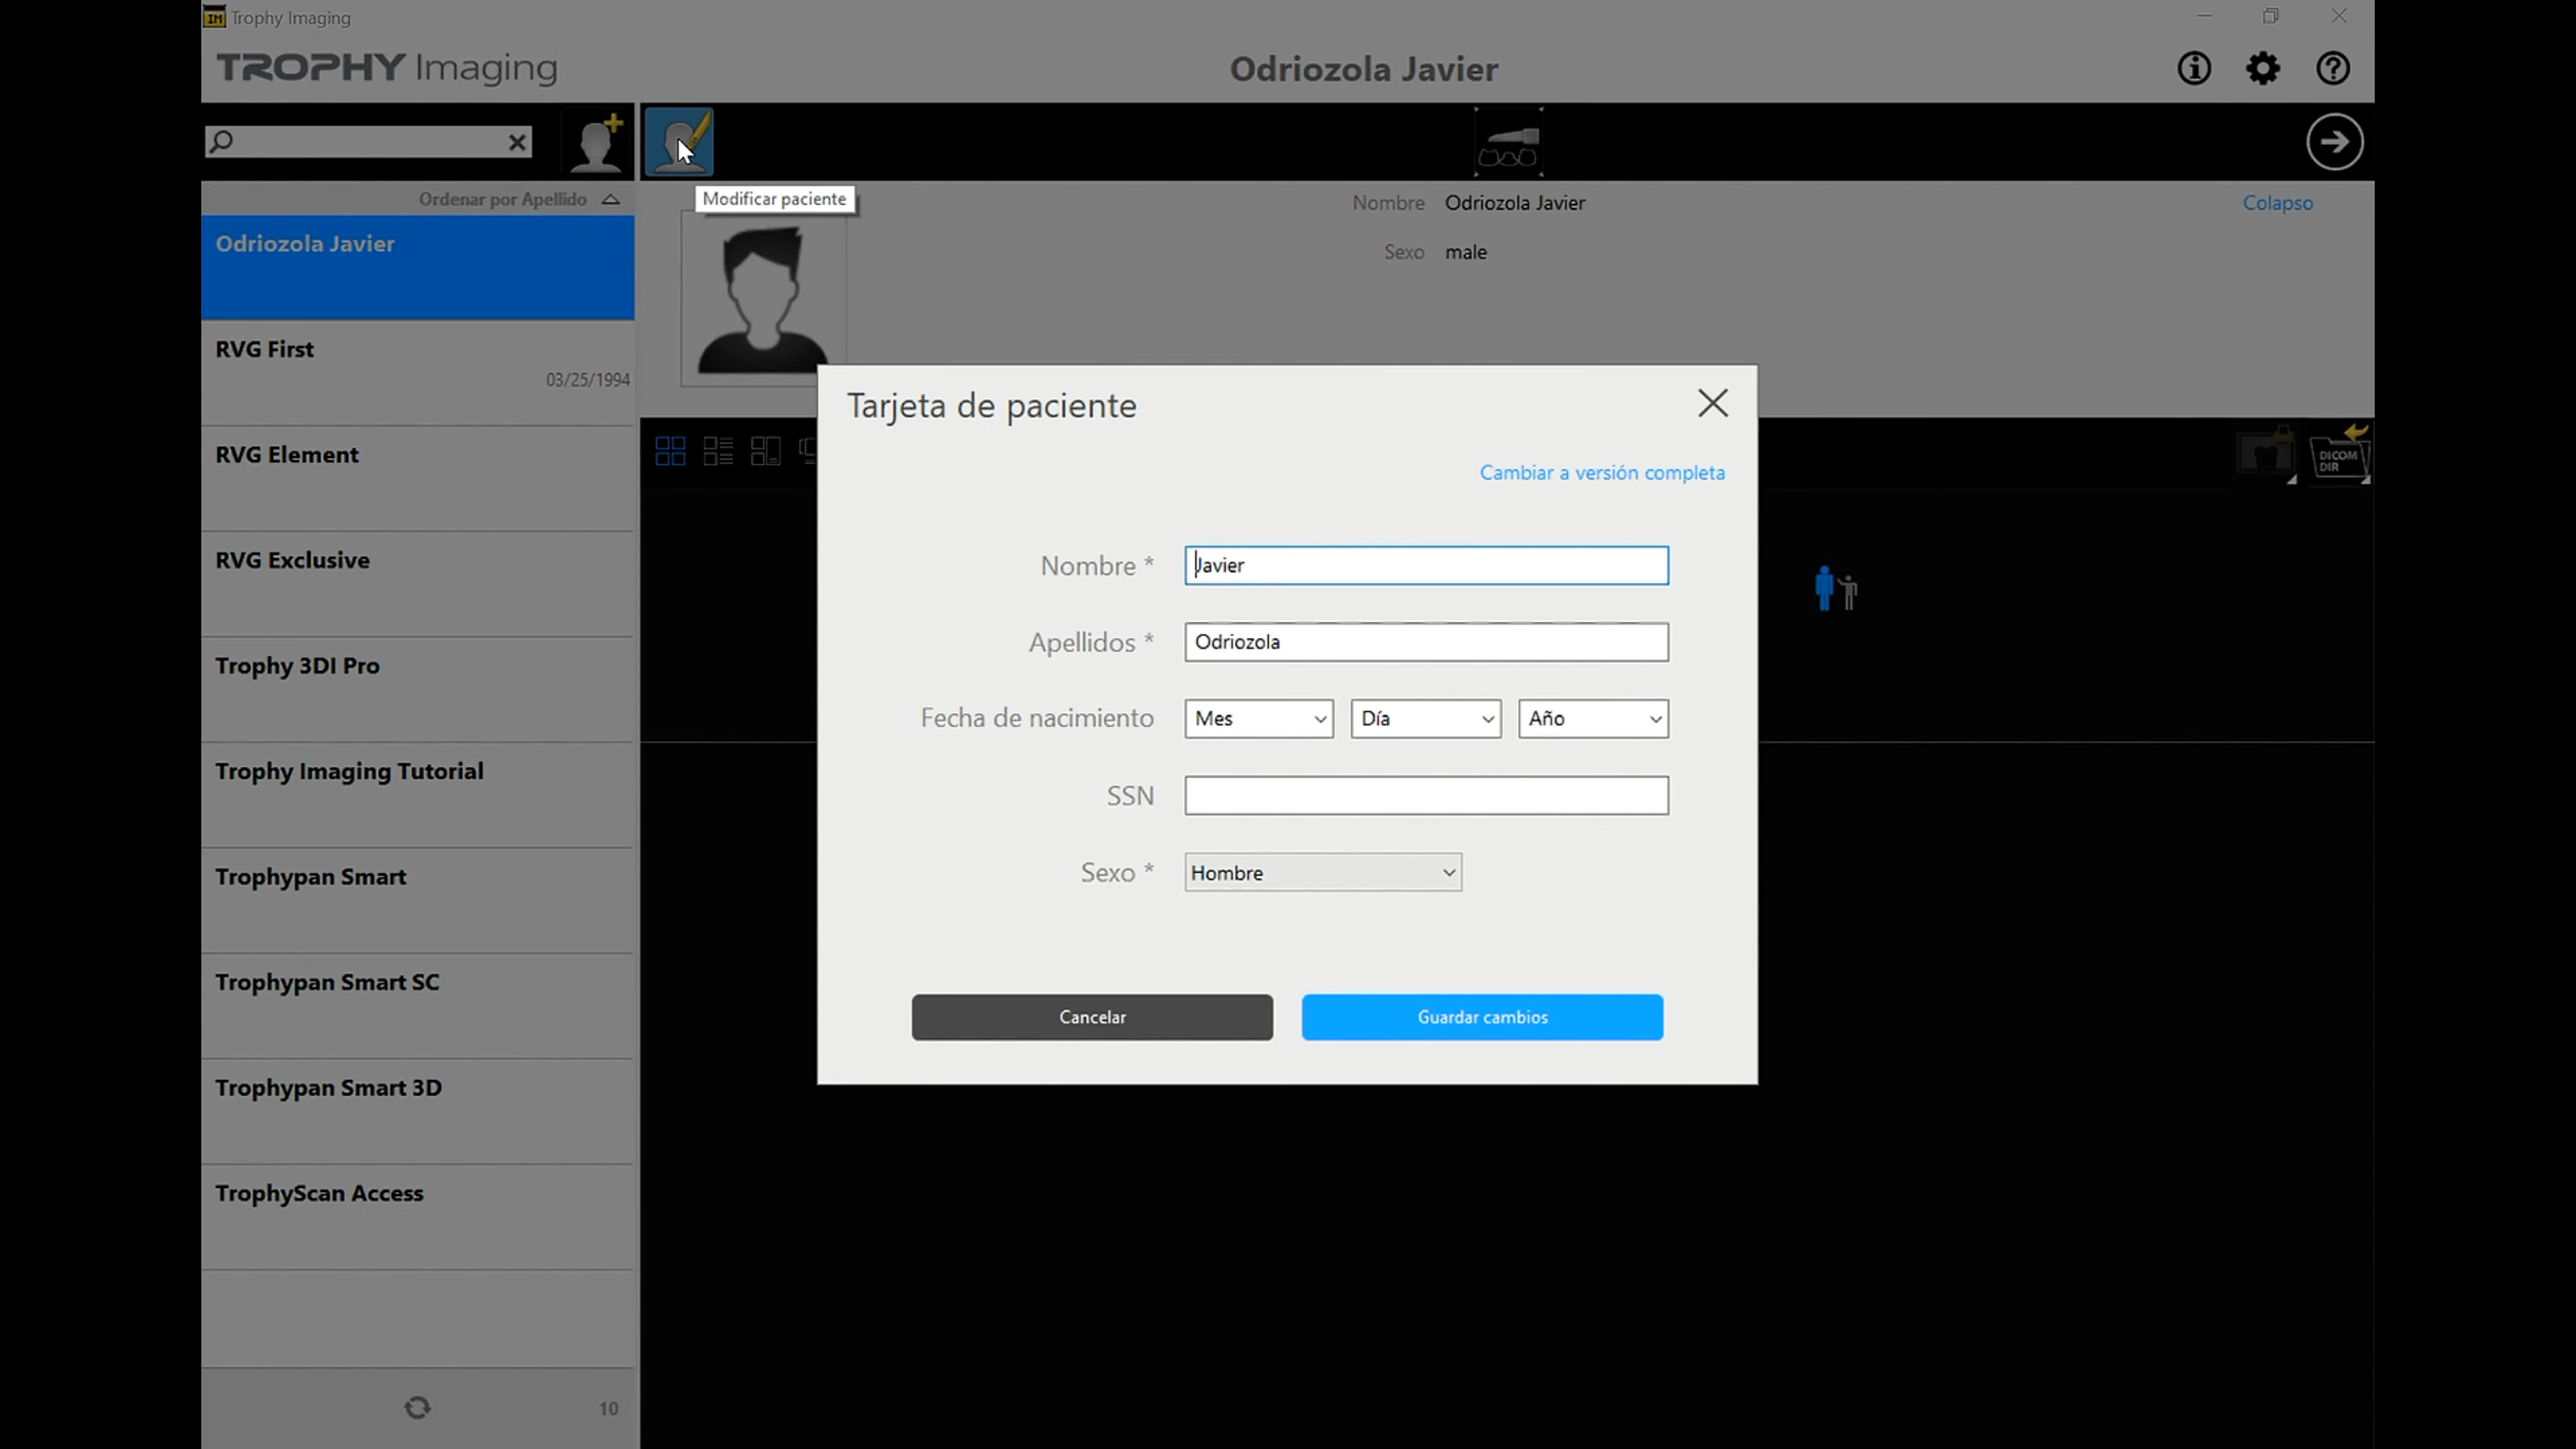 IM Trophy Imaging
TROPHY Imaging
Odriozola Javier
Modificar paciente
Ordenar por Apellido
Nombre Odriozola Javier
Colapso
Sexo male
Odriozola Javier
RVG First
03/25/1994
RVG Element
RVG Exclusive
Trophy 3DI Pro
Trophy Imaging Tutorial
Trophypan Smart
Trophypan Smart SC
Trophypan Smart 3D
TrophyScan Access
10
DICOM
DIR
Tarjeta de paciente
Cambiar a versión completa
Nombre * Javier
Apellidos * Odriozola
Fecha de nacimiento Mes Día Año
SSN
Sexo * Hombre
Cancelar Guardar cambios